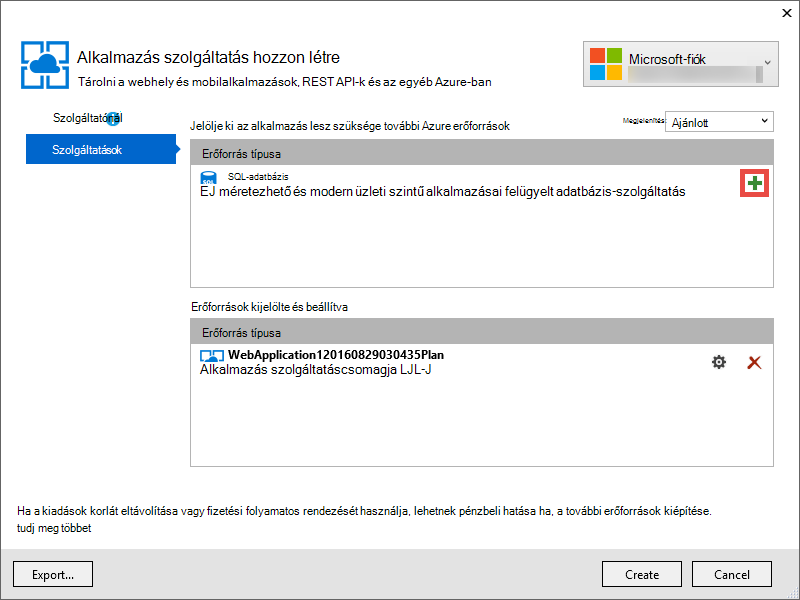 Alkalmazás szolgáltatás hozzon létre
Tárolni a webhely és mobilalkalmazások, REST API-k és az egyéb Azure-ban
Microsoft-fiók
Szolgáltatónál
Szolgáltatások
Jelölje ki az alkalmazás lesz szüksége további Azure erőforrások
Megjelenítés:
Ajánlott
Erőforrás típusa
SQL-adatbázis
EJ méretezhető és modern üzleti szintű alkalmazásai felügyelt adatbázis-szolgáltatás
Erőforrások kijelölte és beállítva
Erőforrás típusa
WebApplication120160829030435Plan
Alkalmazás szolgáltatáscsomagja LJL-J
Ha a kiadások korlát eltávolítása vagy fizetési folyamatos rendezését használja, lehetnek pénzbeli hatása ha, a további erőforrások kiépítése.
tudj meg többet
Export...
Create
Cancel